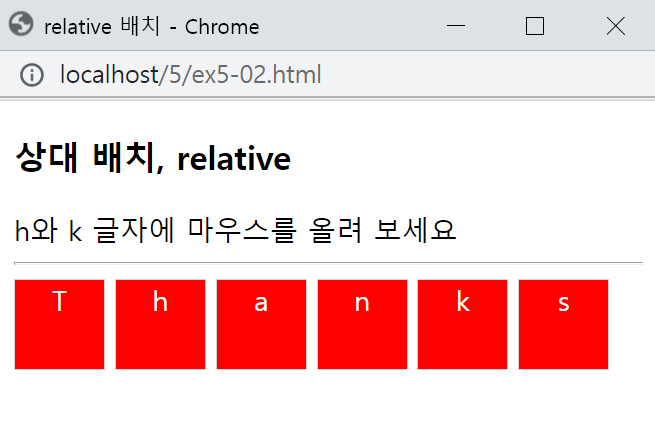 relative 배치 - Chrome
localhost/5/ex5-02.html
상대 배치, relative
h와 k 글자에 마우스를 올려 보세요
T h a n k s